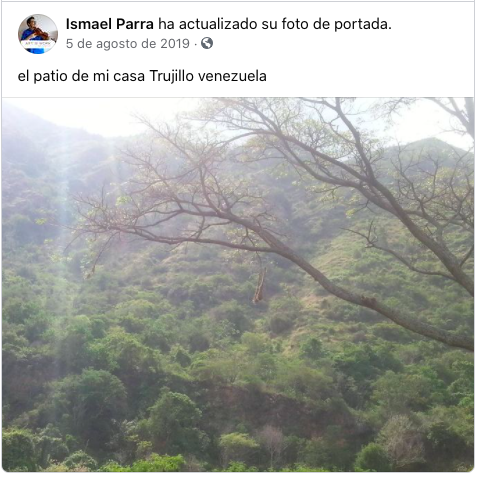 Ismael Parra ha actualizado su foto de portada.
5 de agosto de 2019 ·
el patio de mi casa Trujillo venezuela